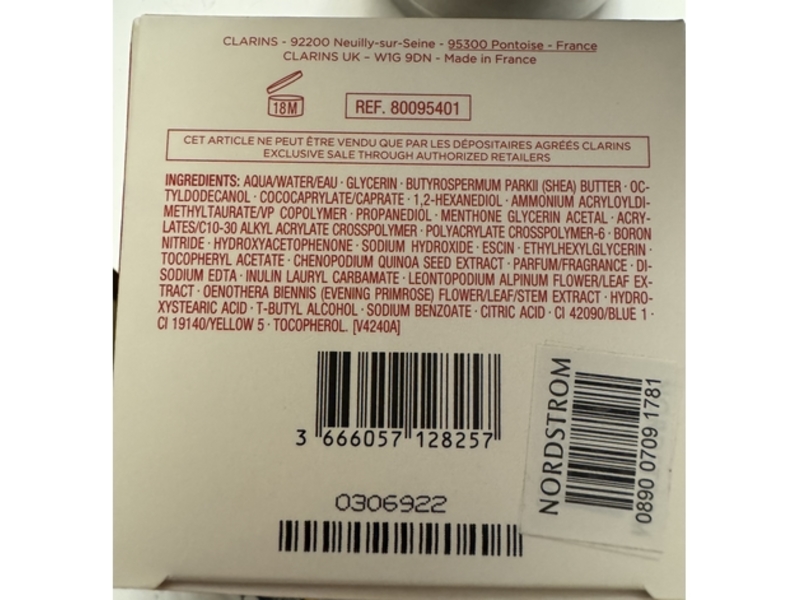 CLARINS - 92200 Neuilly-sur-Seine - 95300 Pontoise - France
CLARINS UK – W1G 9DN - Made in France
18M
REF. 80095401
CET ARTICLE NE PEUT ÊTRE VENDU QUE PAR LES DÉPOSITAIRES AGRÉÉS CLARINS
EXCLUSIVE SALE THROUGH AUTHORIZED RETAILERS
INGREDIENTS: AQUA/WATER/EAU · GLYCERIN · BUTYROSPERMUM PARKII (SHEA) BUTTER · OC-
TYLDODECANOL · COCOCAPRYLATE/CAPRATE · 1,2-HEXANEDIOL · AMMONIUM ACRYLOYLDI-
METHYLTAURATE/VP COPOLYMER · PROPANEDIOL · MENTHONE GLYCERIN ACETAL · ACRY-
LATES/C10-30 ALKYL ACRYLATE CROSSPOLYMER · POLYACRYLATE CROSSPOLYMER-6 · BORON
NITRIDE · HYDROXYACETOPHENONE · SODIUM HYDROXIDE · ESCIN · ETHYLHEXYLGLYCERIN ·
TOCOPHERYL ACETATE · CHENOPODIUM QUINOA SEED EXTRACT · PARFUM/FRAGRANCE · DI-
SODIUM EDTA · INULIN LAURYL CARBAMATE · LEONTOPODIUM ALPINUM FLOWER/LEAF EX-
TRACT · OENOTHERA BIENNIS (EVENING PRIMROSE) FLOWER/LEAF/STEM EXTRACT · HYDRO-
XYSTEARIC ACID · T-BUTYL ALCOHOL · SODIUM BENZOATE · CITRIC ACID · CI 42090/BLUE 1 ·
CI 19140/YELLOW 5 · TOCOPHEROL. [V4240A]
3 666057 128257
0306922
NORDSTROM
0890 0709 1781